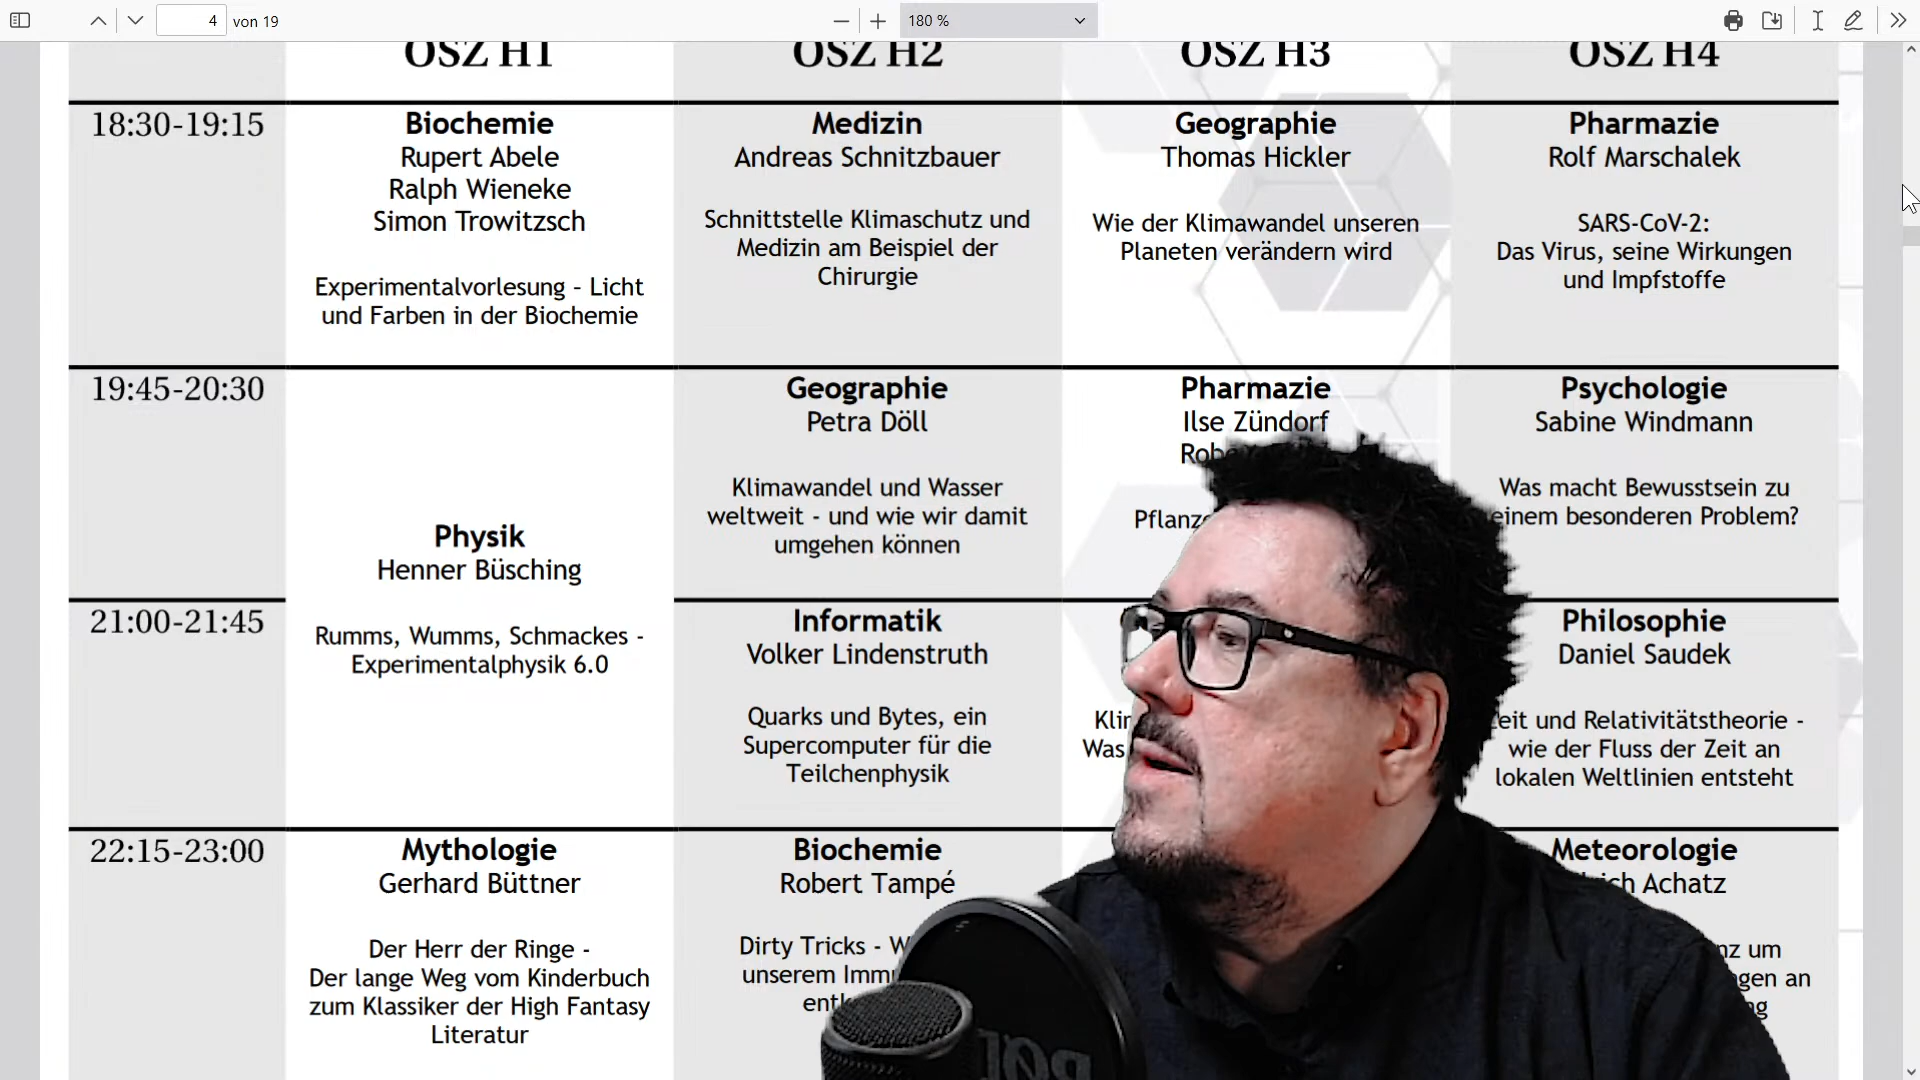 4 von 19
180 %
OSZ H1
OSZ H2
OSZ H3
OSZ H4
18:30-19:15
Biochemie
Rupert Abele
Ralph Wieneke
Simon Trowitzsch
Experimentalvorlesung - Licht
und Farben in der Biochemie
Medizin
Andreas Schnitzbauer
Schnittstelle Klimaschutz und
Medizin am Beispiel der
Chirurgie
Geographie
Thomas Hickler
Wie der Klimawandel unseren
Planeten verändern wird
Pharmazie
Rolf Marschalek
SARS-CoV-2:
Das Virus, seine Wirkungen
und Impfstoffe
19:45-20:30
Physik
Henner Büsching
Rumms, Wumms, Schmackes -
Experimentalphysik 6.0
Geographie
Petra Döll
Klimawandel und Wasser
weltweit - und wie wir damit
umgehen können
Pharmazie
Ilse Zündorf
Psychologie
Sabine Windmann
Was macht Bewusstsein zu
einem besonderen Problem?
21:00-21:45
Informatik
Volker Lindenstruth
Quarks und Bytes, ein
Supercomputer für die
Teilchenphysik
Was
Philosophie
Daniel Saudek
Zeit und Relativitätstheorie -
wie der Fluss der Zeit an
lokalen Weltlinien entsteht
22:15-23:00
Mythologie
Gerhard Büttner
Der Herr der Ringe -
Der lange Weg vom Kinderbuch
zum Klassiker der High Fantasy
Literatur
Biochemie
Robert Tampé
Dirty Tricks -
unserem
Meteorologie
Achatz
um
an